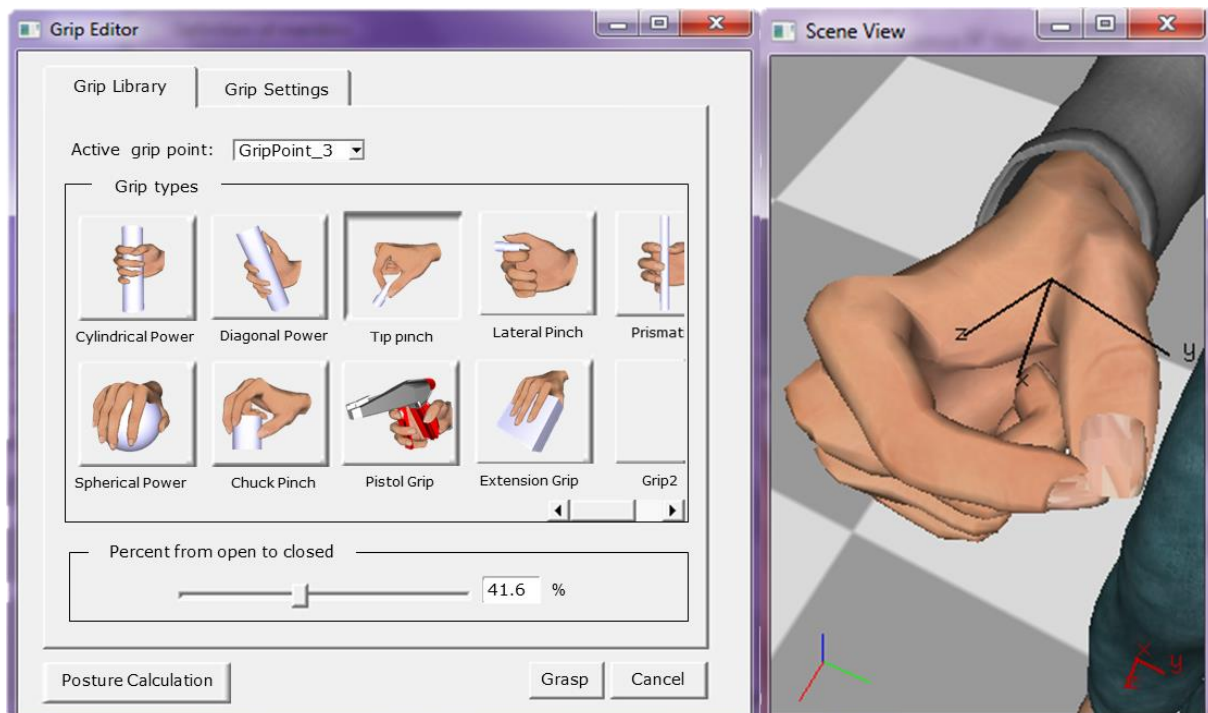 Grip Editor
Grip Library
Grip Settings
Active grip point: GripPoint_3
Grip types
Cylindrical Power
Diagonal Power
Tip pinch
Lateral Pinch
Prismat
Spherical Power
Chuck Pinch
Pistol Grip
Extension Grip
Grip2
Percent from open to closed
41.6 %
Posture Calculation
Grasp
Cancel
Scene View
z
x
y
x
y